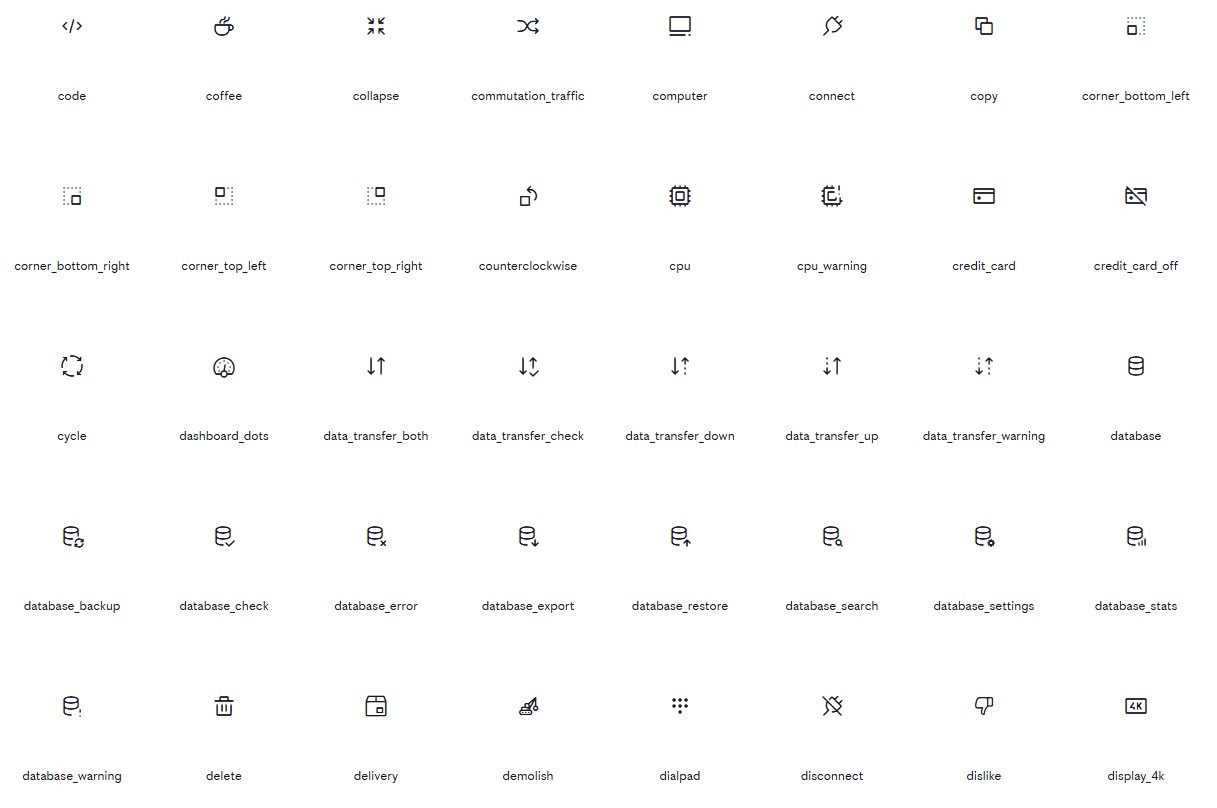 code coffee collapse commutation_traffic computer connect copy corner_bottom_left
corner_bottom_right corner_top_left corner_top_right counterclockwise cpu cpu_warning credit_card credit_card_off
cycle dashboard_dots data_transfer_both data_transfer_check data_transfer_down data_transfer_up data_transfer_warning database
database_backup database_check database_error database_export database_restore database_search database_settings database_stats
4K
database_warning delete delivery demolish dialpad disconnect dislike display_4k